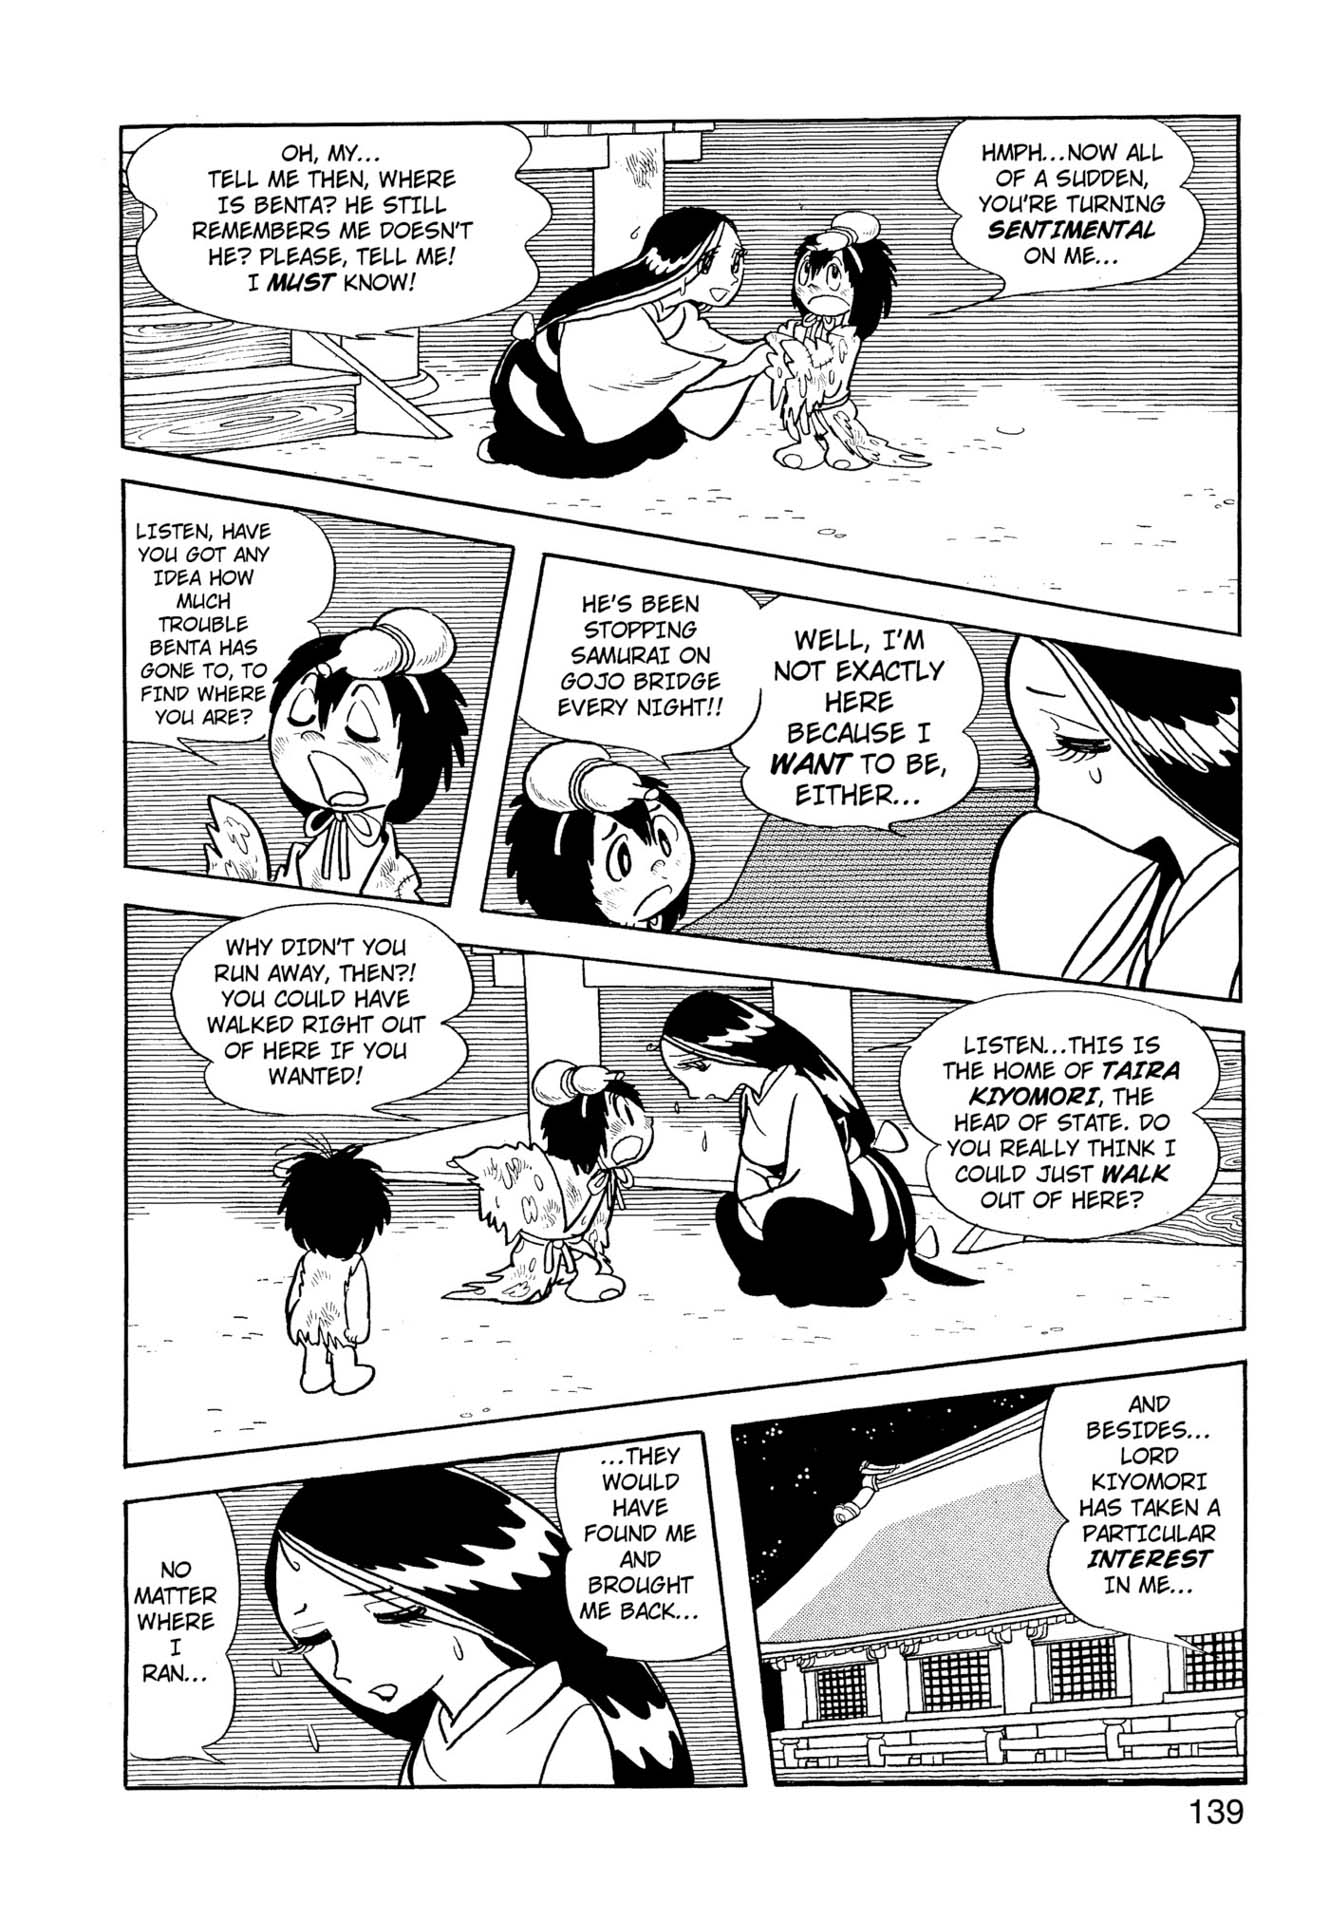 OH, MY...
TELL ME THEN, WHERE
IS BENTA? HE STILL
REMEMBERS ME DOESN'T
HE? PLEASE, TELL ME!
I MUST KNOW!
HMPH...NOW ALL
OF A SUDDEN,
YOU'RE TURNING
SENTIMENTAL
ON ME...
LISTEN, HAVE
YOU GOT ANY
IDEA HOW
MUCH
TROUBLE
BENTA HAS
GONE TO, TO
FIND WHERE
YOU ARE?
HE'S BEEN
STOPPING
SAMURAI ON
GOJO BRIDGE
EVERY NIGHT!!
WELL, I'M
NOT EXACTLY
HERE
BECAUSE I
WANT TO BE,
EITHER...
WHY DIDN'T YOU
RUN AWAY, THEN?!
YOU COULD HAVE
WALKED RIGHT OUT
OF HERE IF YOU
WANTED!
LISTEN...THIS IS
THE HOME OF TAIRA
KIYOMORI, THE
HEAD OF STATE. DO
YOU REALLY THINK I
COULD JUST WALK
OUT OF HERE?
NO
MATTER
WHERE
I
RAN...
...THEY
WOULD
HAVE
FOUND ME
AND
BROUGHT
ME BACK...
AND
BESIDES...
LORD
KIYOMORI
HAS TAKEN A
PARTICULAR
INTEREST
IN ME...
139